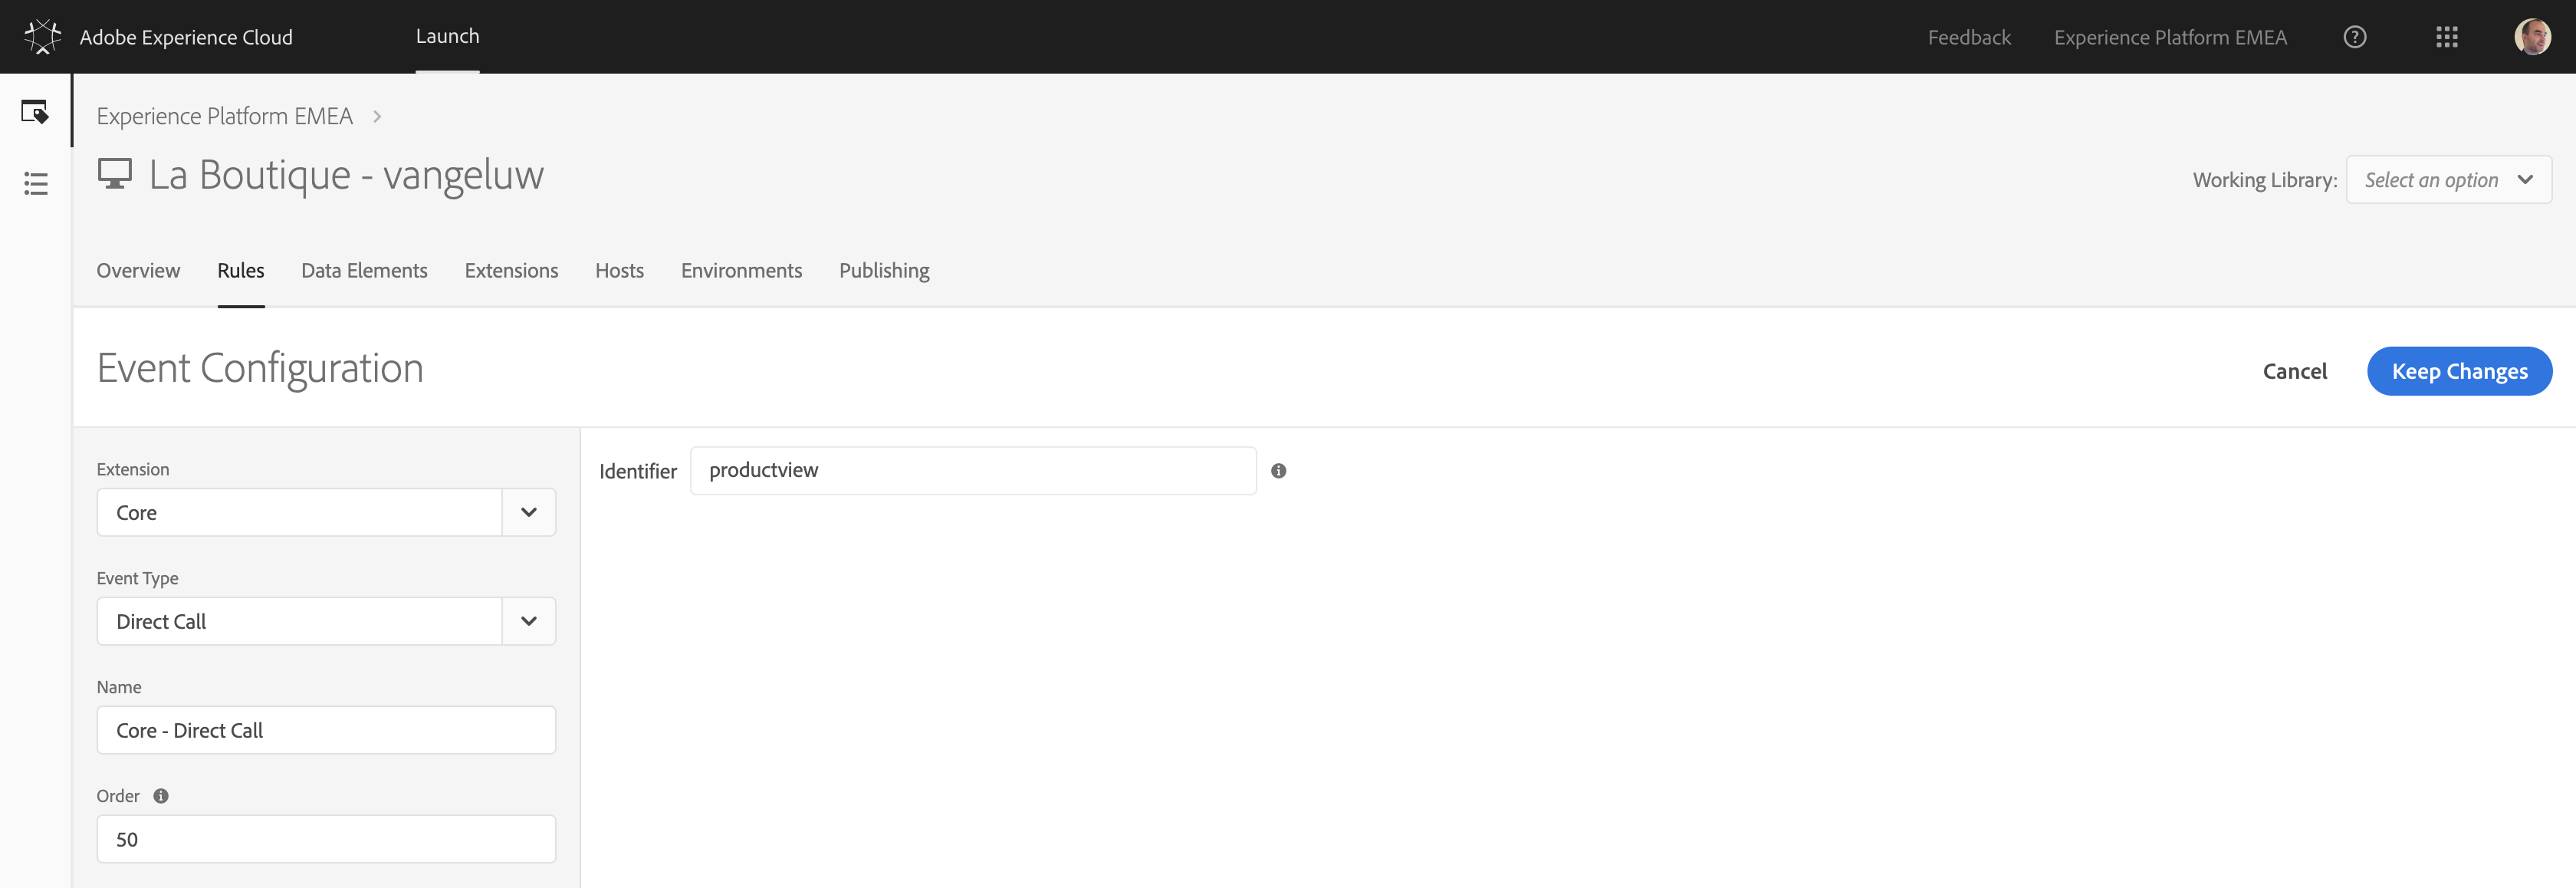 Adobe Experience Cloud
Launch
Feedback
Experience Platform EMEA
Experience Platform EMEA
La Boutique - vangeluw
Working Library:
Select an option
Overview
Rules
Data Elements
Extensions
Hosts
Environments
Publishing
Event Configuration
Cancel
Keep Changes
Extension
Core
Event Type
Direct Call
Name
Core - Direct Call
Order
50
Identifier
productview